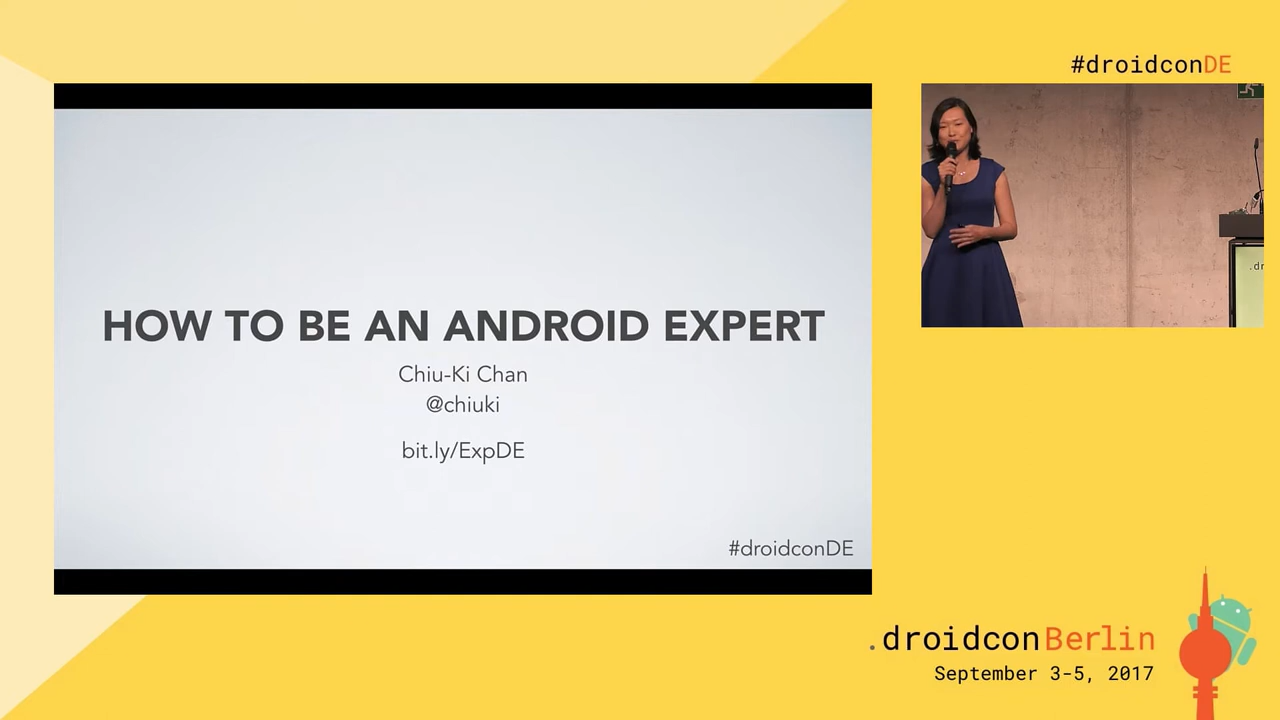 #droidconDE
HOW TO BE AN ANDROID EXPERT
Chiu-Ki Chan
@chiuki
bit.ly/ExpDE
#droidconDE
.droidconBerlin
September 3-5, 2017
.dr